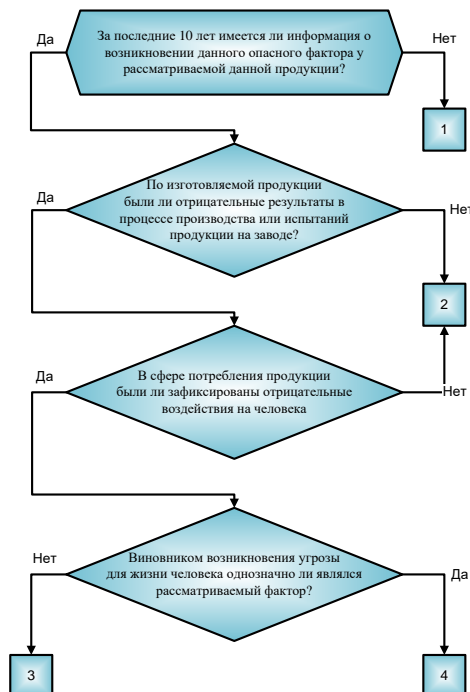 За последние 10 лет имеется ли информация о
возникновении данного опасного фактора у
рассматриваемой данной продукции?
Да
Нет
1
По изготовляемой продукции
были ли отрицательные результаты в
процессе производства или испытаний
продукции на заводе?
Да
Нет
2
В сфере потребления продукции
были ли зафиксированы отрицательные
воздействия на человека
Да
Нет
Виновником возникновения угрозы
для жизни человека однозначно ли являлся
рассматриваемый фактор?
Нет
Да
3
4